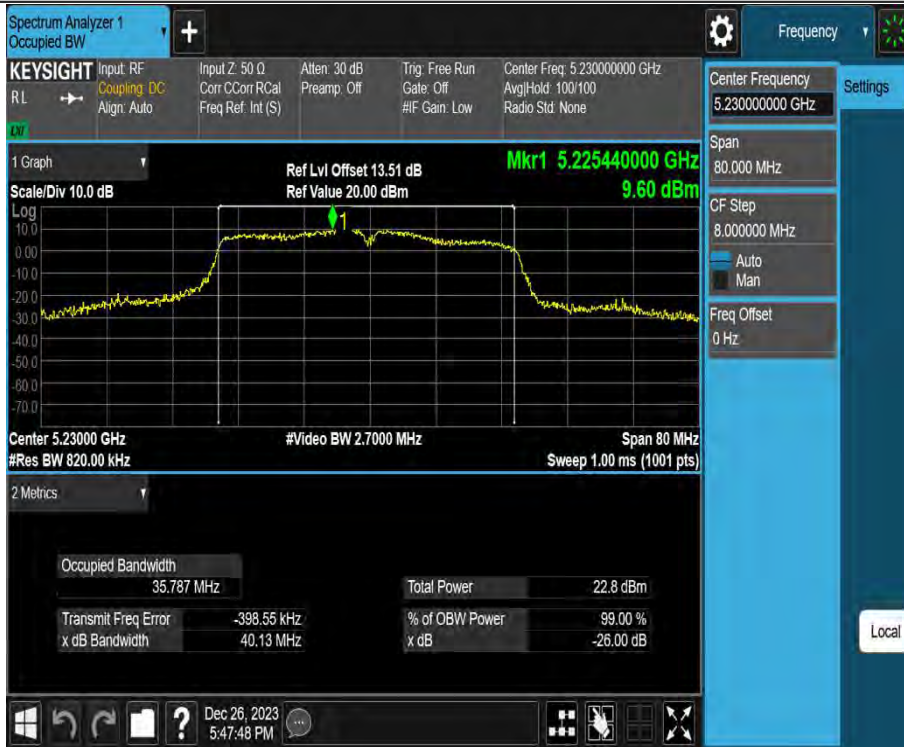 Spectrum Analyzer 1
Occupied BW
+
Frequency
KEYSIGHT
RL
Input: RF
Coupling: DC
Align: Auto
Input Z: 50 Ω
Corr CCorr RCal
Freq Ref: Int (S)
Atten: 30 dB
Preamp: Off
Trig: Free Run
Gate: Off
#IF Gain: Low
Center Freq: 5.230000000 GHz
Avg|Hold: 100/100
Radio Std: None
LXI
1 Graph
Scale/Div 10.0 dB
Ref Lvl Offset 13.51 dB
Ref Value 20.00 dBm
Mkr1 5.225440000 GHz
9.60 dBm
Log
10.0
0.00
-10.0
-20.0
-30.0
-40.0
-50.0
-60.0
-70.0
1
Center 5.23000 GHz
#Res BW 820.00 kHz
#Video BW 2.7000 MHz
Span 80 MHz
Sweep 1.00 ms (1001 pts)
2 Metrics
Occupied Bandwidth
35.787 MHz
Total Power 22.8 dBm
Transmit Freq Error -398.55 kHz
% of OBW Power 99.00 %
x dB Bandwidth 40.13 MHz
x dB -26.00 dB
Center Frequency
5.230000000 GHz
Settings
Span
80.000 MHz
CF Step
8.000000 MHz
Auto
Man
Freq Offset
0 Hz
Local
?
Dec 26, 2023
5:47:48 PM